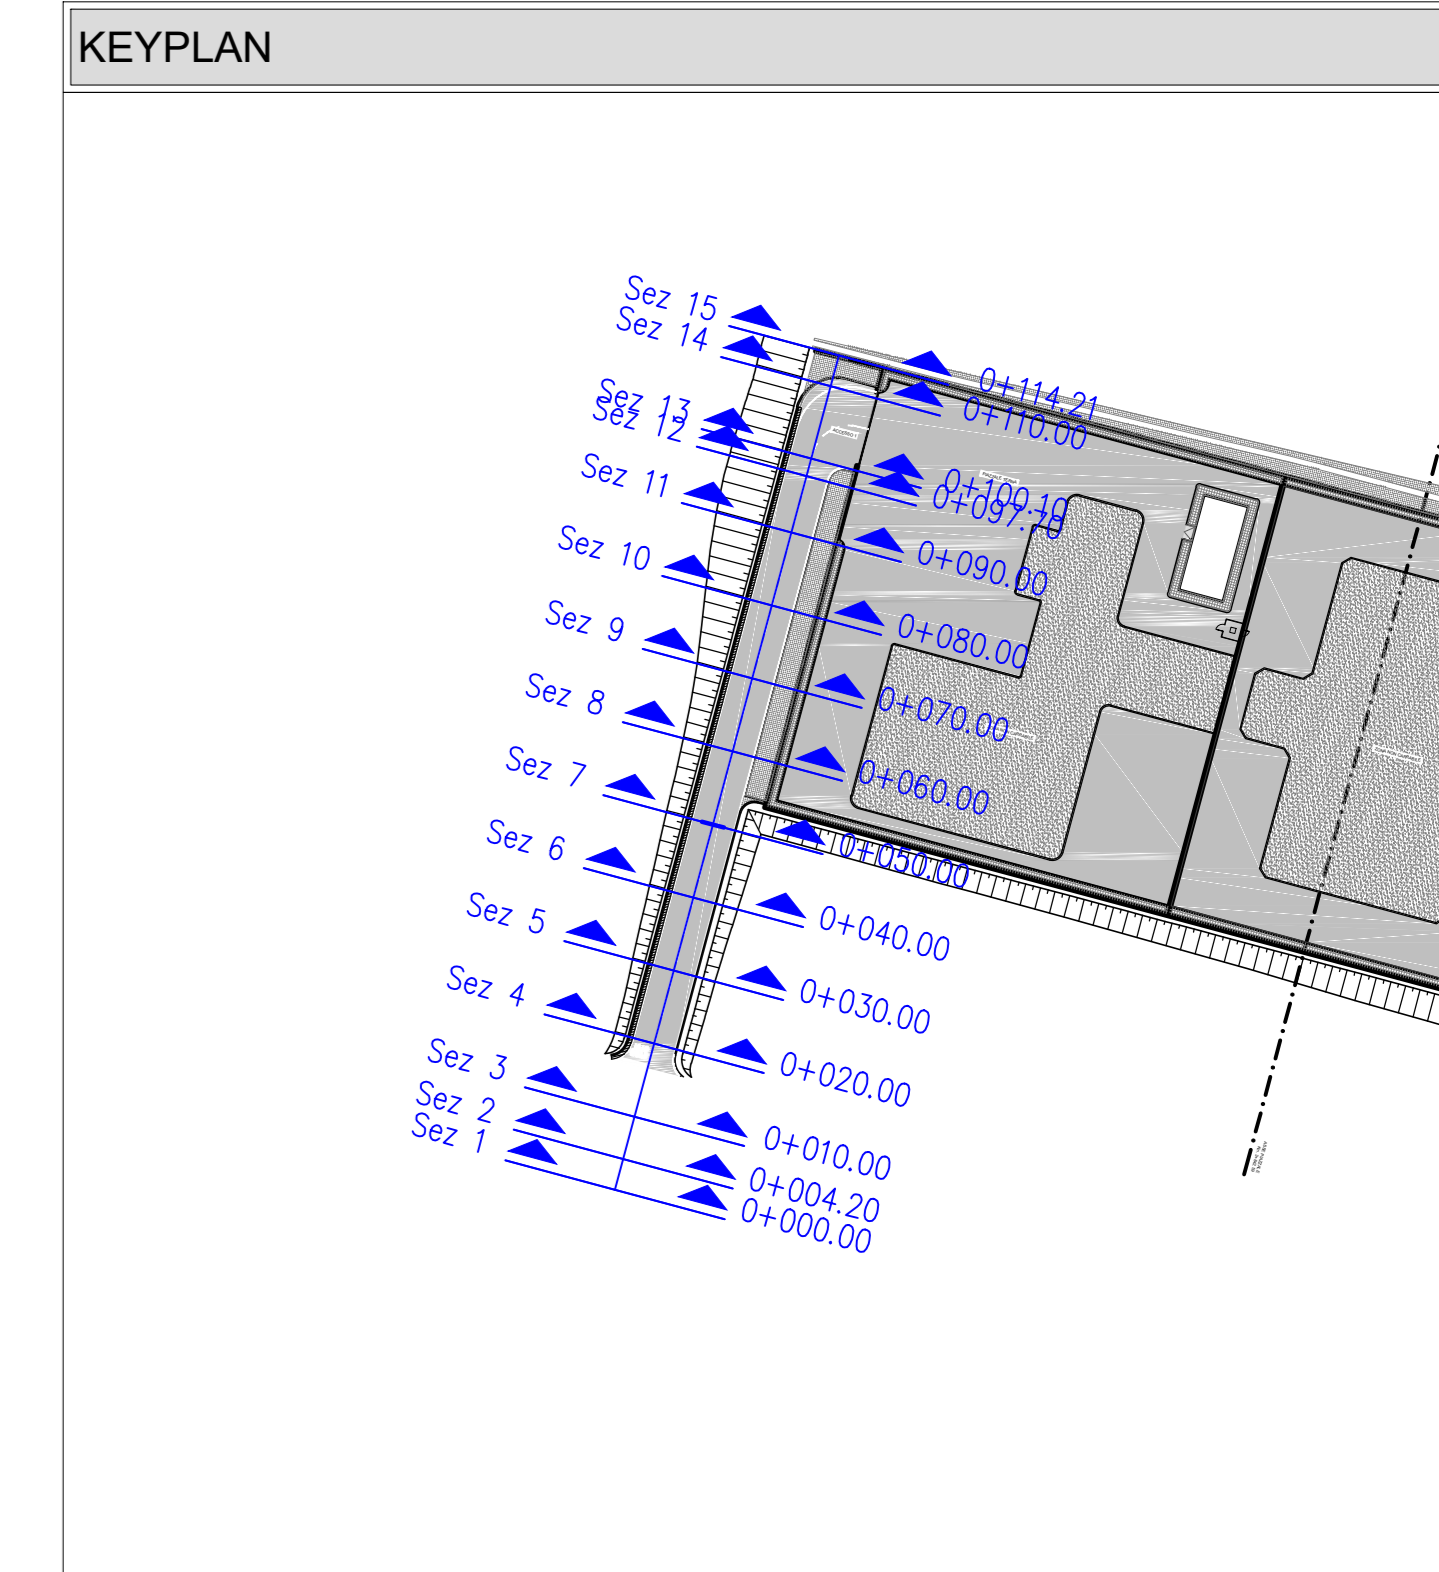 KEYPLAN
Sez 15
0+114.21
Sez 14
0+110.00
Sez 13
0+100.10
Sez 12
0+097.70
Sez 11
0+090.00
Sez 10
0+080.00
Sez 9
0+070.00
Sez 8
0+060.00
Sez 7
0+050.00
Sez 6
0+040.00
Sez 5
0+030.00
Sez 4
0+020.00
Sez 3
0+010.00
Sez 2
0+004.20
Sez 1
0+000.00